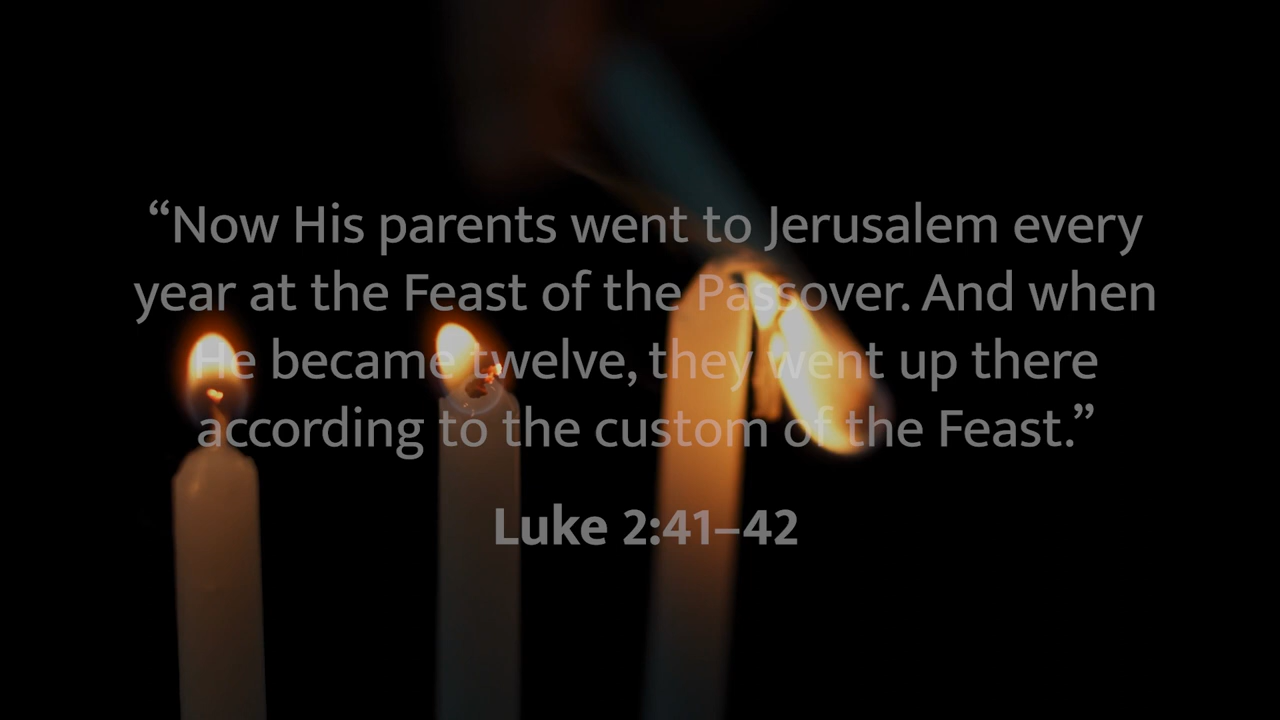 “Now His parents went to Jerusalem every
year at the Feast of the Passover. And when
He became twelve, they went up there
according to the custom of the Feast.”
Luke 2:41–42